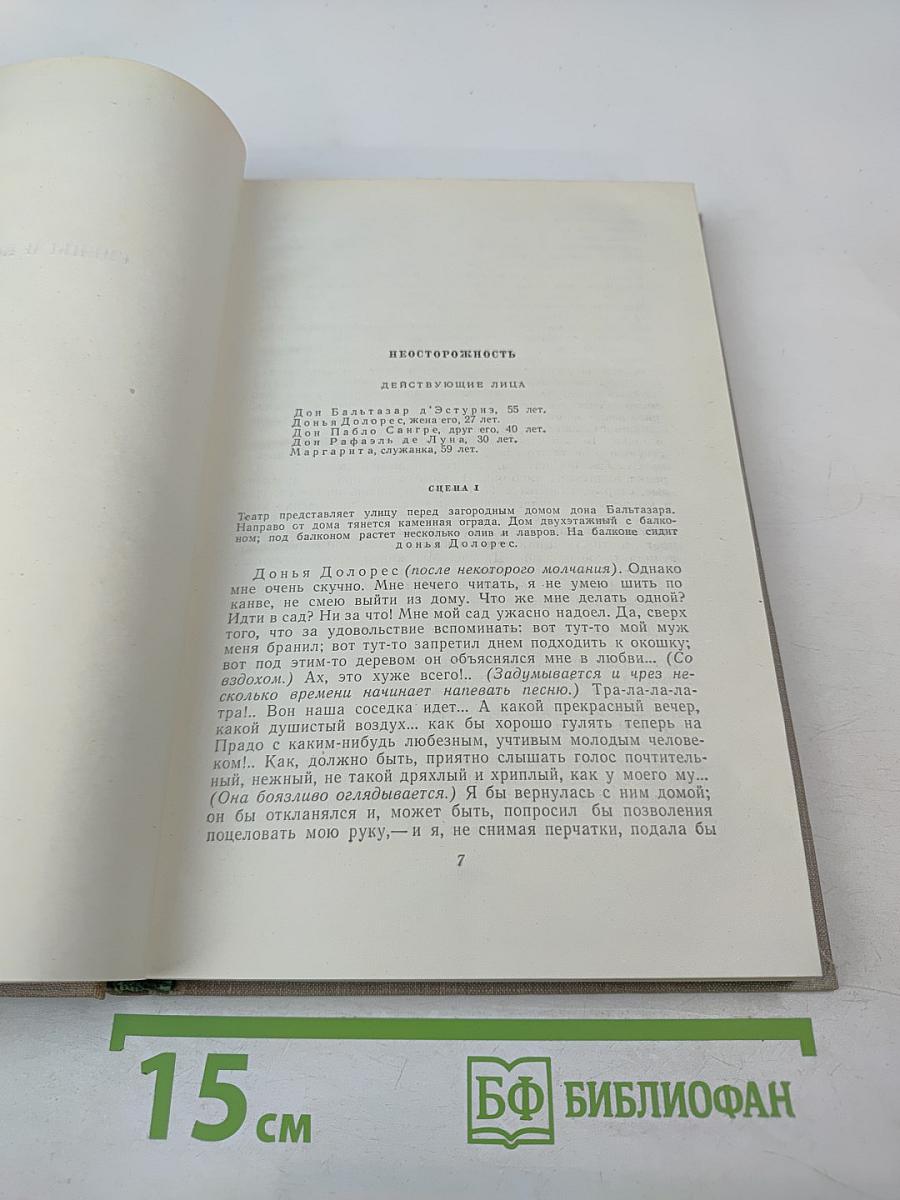 НЕОСТОРОЖНОСТЬ
ДЕЙСТВУЮЩИЕ ЛИЦА
Дон Бальтазар д'Эстуриз, 55 лет.
Донья Долорес, жена его, 27 лет.
Дон Пабло Сангре, друг его, 40 лет.
Дон Рафаэль де Луна, 30 лет.
Маргарита, служанка, 59 лет.
СЦЕНА I
Театр представляет улицу перед загородным домом дона Бальтазара.
Направо от дома тянется каменная ограда. Дом двухэтажный с балко-
ном; под балконом растет несколько олив и лавров. На балконе сидит
донья Долорес.
Донья Долорес (после некоторого молчания). Однако
мне очень скучно. Мне нечего читать, я не умею шить по
канве, не смею выйти из дому. Что же мне делать одной?
Идти в сад? Ни за что! Мне мой сад ужасно надоел. Да, сверх
того, что за удовольствие вспоминать: вот тут-то мой муж
меня бранил; вот тут-то запретил днем подходить к окошку;
вот под этим-то деревом он объяснялся мне в любви... (Со
вздохом.) Ах, это хуже всего!.. (Задумывается и чрез не-
сколько времени начинает напевать песню.) Тра-ла-ла-ла-
тра!.. Вон наша соседка идет... А какой прекрасный вечер,
какой душистый воздух... как бы хорошо гулять теперь на
Прадо с каким-нибудь любезным, учтивым молодым челове-
ком!.. Как, должно быть, приятно слышать голос почтитель-
ный, нежный, не такой дряхлый и хриплый, как у моего му...
(Она боязливо оглядывается.) Я бы вернулась с ним домой;
он бы откланялся и, может быть, попросил бы позволения
поцеловать мою руку,— и я, не снимая перчатки, подала бы
7
15 см
БФ БИБЛИОФАН